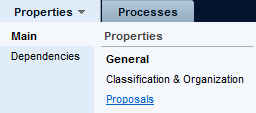 Properties Processes
Main Properties
General
Dependencies Classification & Organization
Proposals